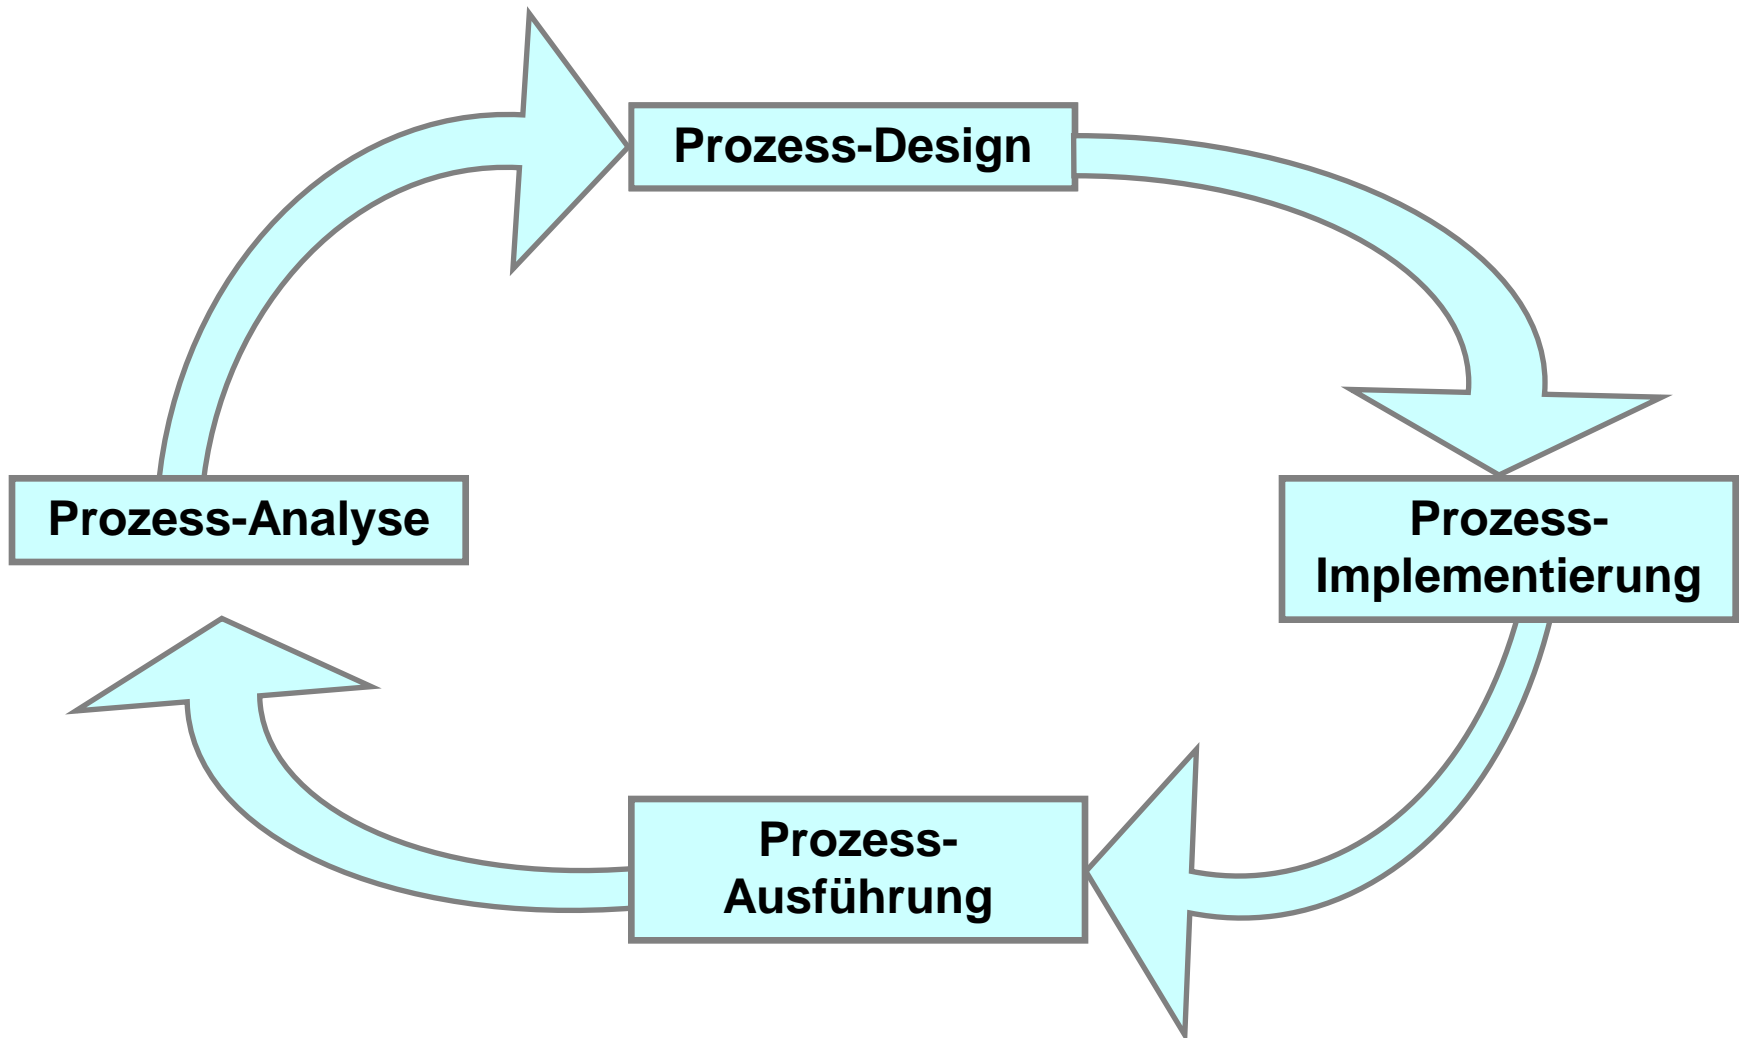 Prozess-Design
Prozess-Analyse
Prozess-
Implementierung
Prozess-
Ausführung